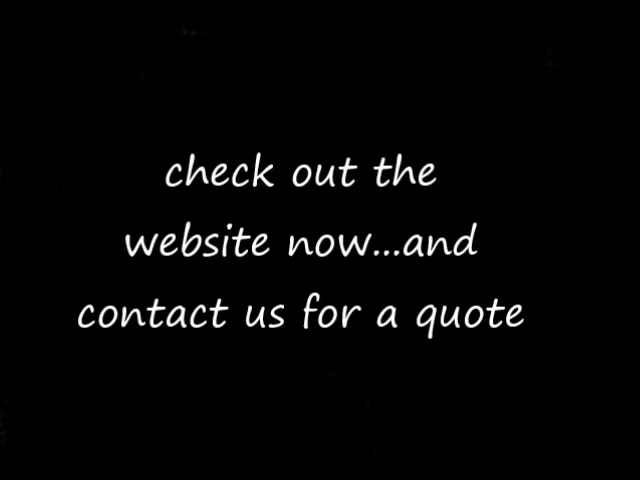 check out the
website now...and
contact us for a quote